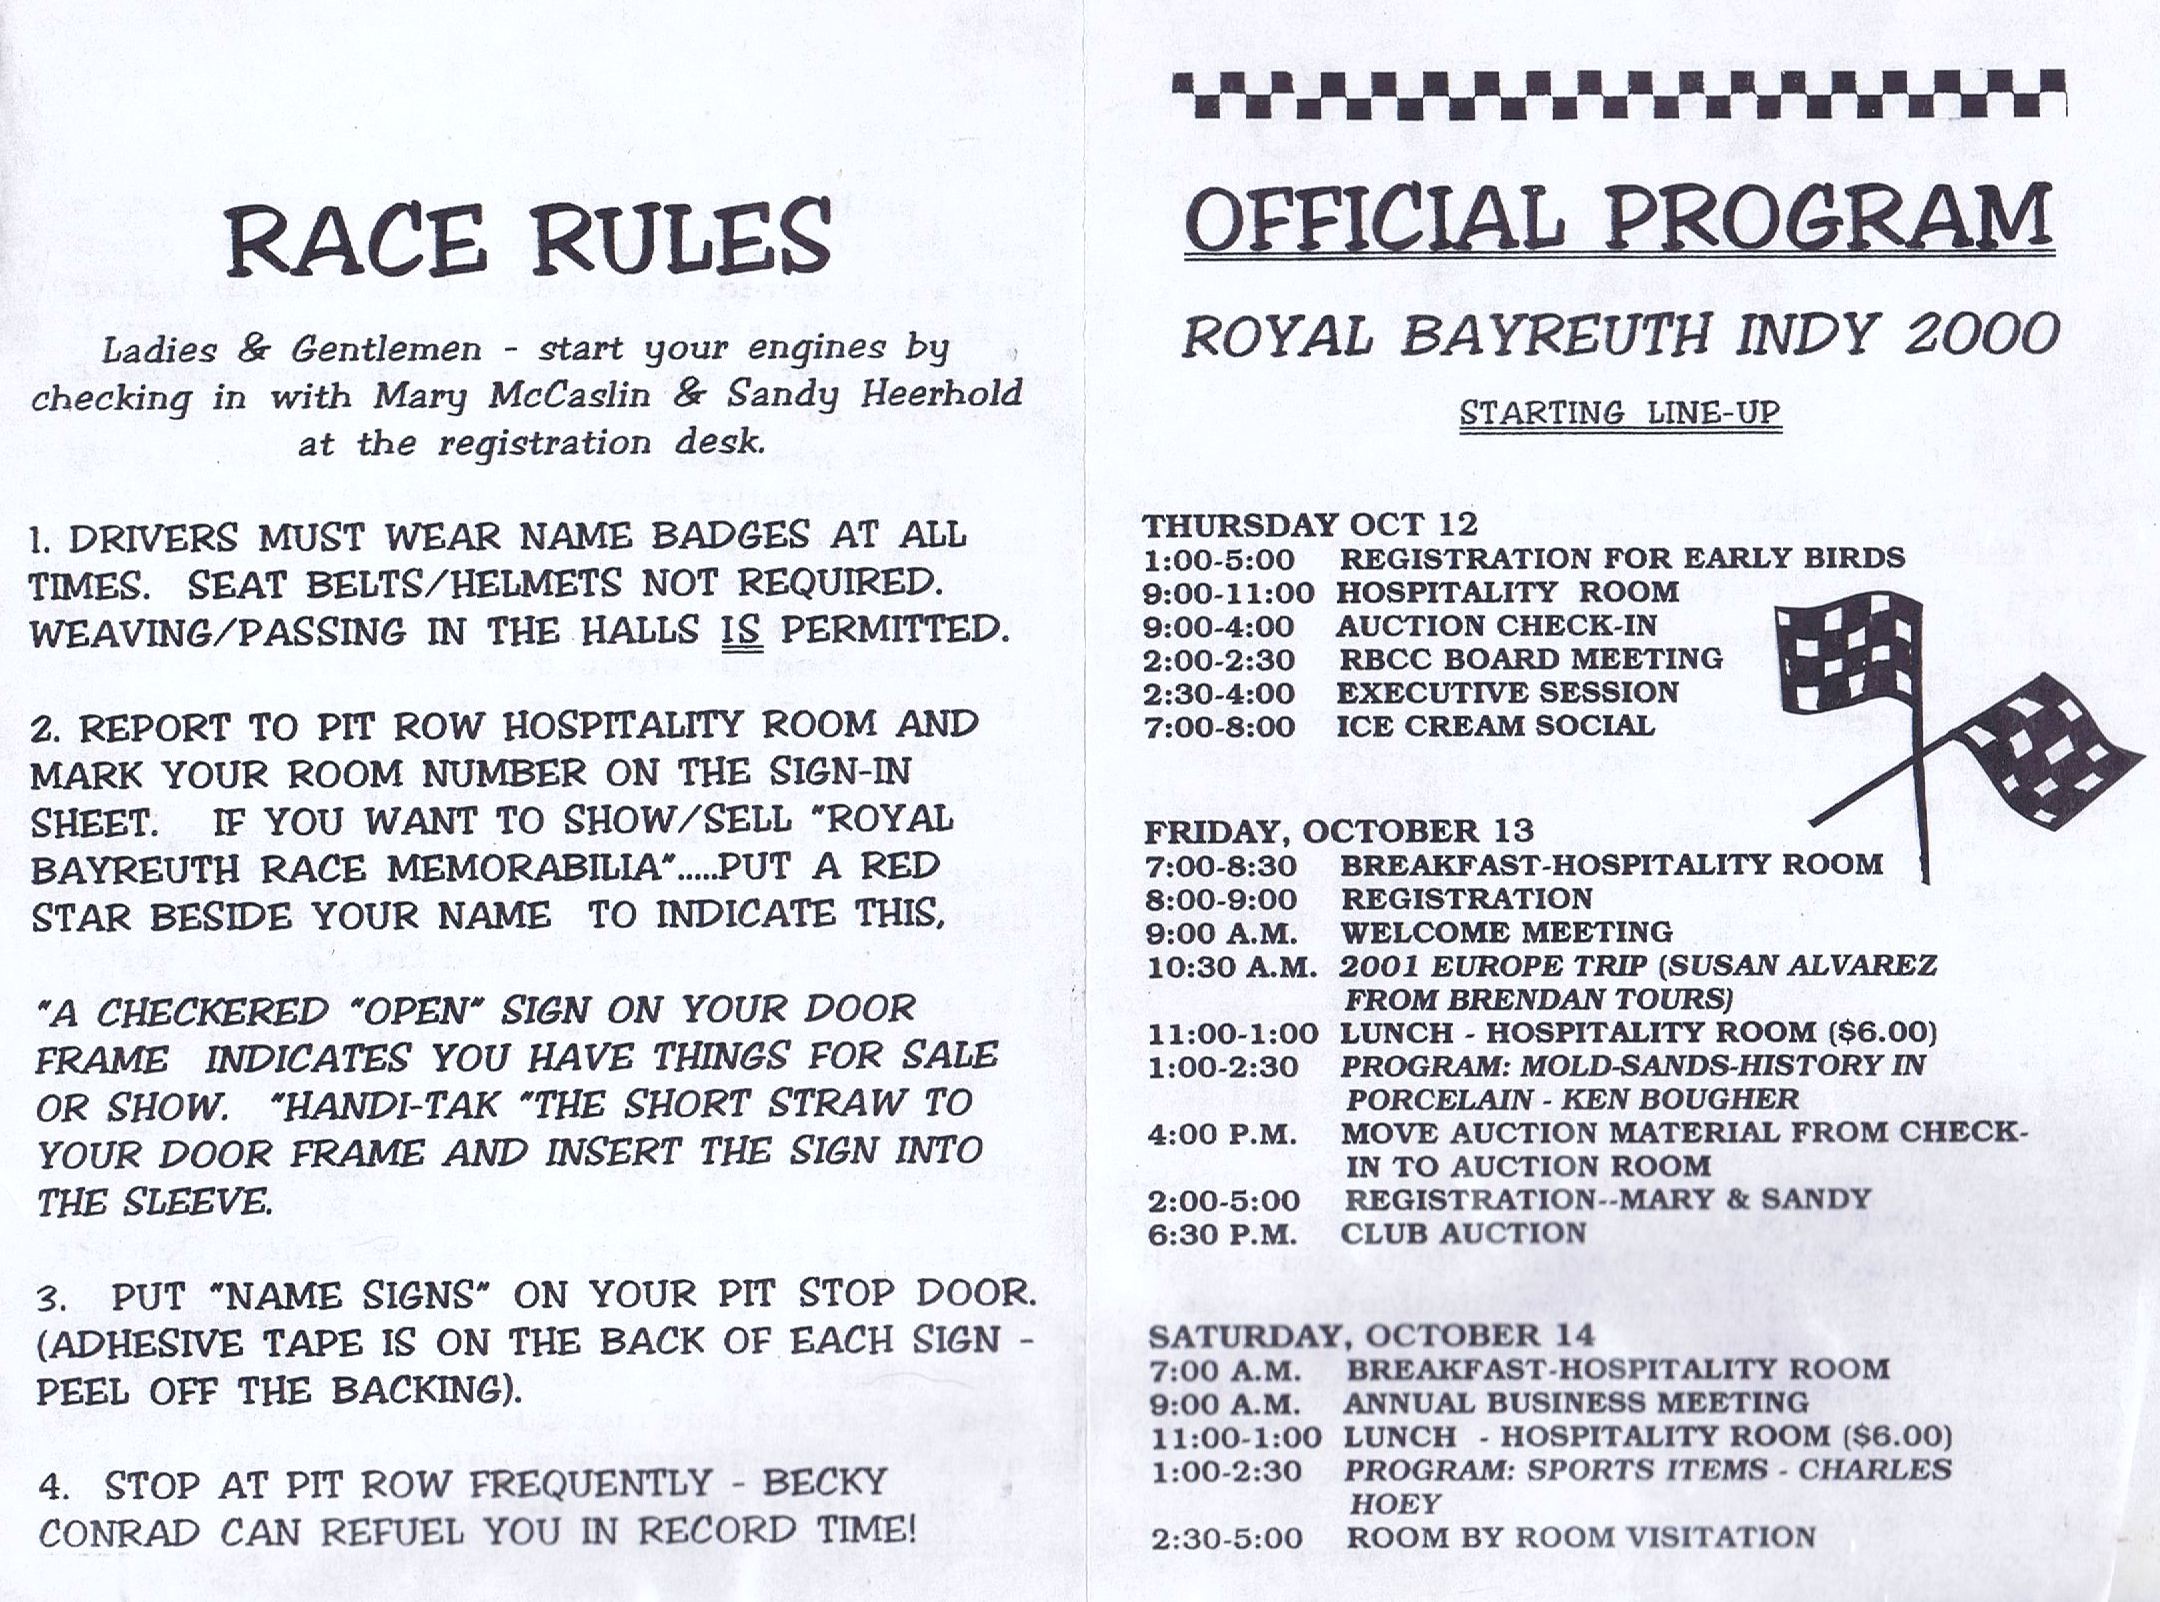 RACE RULES
Ladies & Gentlemen - start your engines by
checking in with Mary McCaslin & Sandy Heerhold
at the registration desk.
1. DRIVERS MUST WEAR NAME BADGES AT ALL
TIMES. SEAT BELTS/HELMETS NOT REQUIRED.
WEAVING/PASSING IN THE HALLS IS PERMITTED.
2. REPORT TO PIT ROW HOSPITALITY ROOM AND
MARK YOUR ROOM NUMBER ON THE SIGN-IN
SHEET. IF YOU WANT TO SHOW/SELL "ROYAL
BAYREUTH RACE MEMORABILIA".....PUT A RED
STAR BESIDE YOUR NAME TO INDICATE THIS,
"A CHECKERED "OPEN" SIGN ON YOUR DOOR
FRAME INDICATES YOU HAVE THINGS FOR SALE
OR SHOW. "HANDI-TAK "THE SHORT STRAW TO
YOUR DOOR FRAME AND INSERT THE SIGN INTO
THE SLEEVE.
3. PUT "NAME SIGNS" ON YOUR PIT STOP DOOR.
(ADHESIVE TAPE IS ON THE BACK OF EACH SIGN -
PEEL OFF THE BACKING).
4. STOP AT PIT ROW FREQUENTLY - BECKY
CONRAD CAN REFUEL YOU IN RECORD TIME!
OFFICIAL PROGRAM
ROYAL BAYREUTH INDY 2000
STARTING LINE-UP
THURSDAY OCT 12
1:00-5:00 REGISTRATION FOR EARLY BIRDS
9:00-11:00 HOSPITALITY ROOM
9:00-4:00 AUCTION CHECK-IN
2:00-2:30 RBCC BOARD MEETING
2:30-4:00 EXECUTIVE SESSION
7:00-8:00 ICE CREAM SOCIAL
FRIDAY, OCTOBER 13
7:00-8:30 BREAKFAST-HOSPITALITY ROOM
8:00-9:00 REGISTRATION
9:00 A.M. WELCOME MEETING
10:30 A.M. 2001 EUROPE TRIP (SUSAN ALVAREZ
FROM BRENDAN TOURS)
11:00-1:00 LUNCH - HOSPITALITY ROOM ($6.00)
1:00-2:30 PROGRAM: MOLD-SANDS-HISTORY IN
PORCELAIN - KEN BOUGHER
4:00 P.M. MOVE AUCTION MATERIAL FROM CHECK-
IN TO AUCTION ROOM
2:00-5:00 REGISTRATION--MARY & SANDY
6:30 P.M. CLUB AUCTION
SATURDAY, OCTOBER 14
7:00 A.M. BREAKFAST-HOSPITALITY ROOM
9:00 A.M. ANNUAL BUSINESS MEETING
11:00-1:00 LUNCH - HOSPITALITY ROOM ($6.00)
1:00-2:30 PROGRAM: SPORTS ITEMS - CHARLES
HOEY
2:30-5:00 ROOM BY ROOM VISITATION